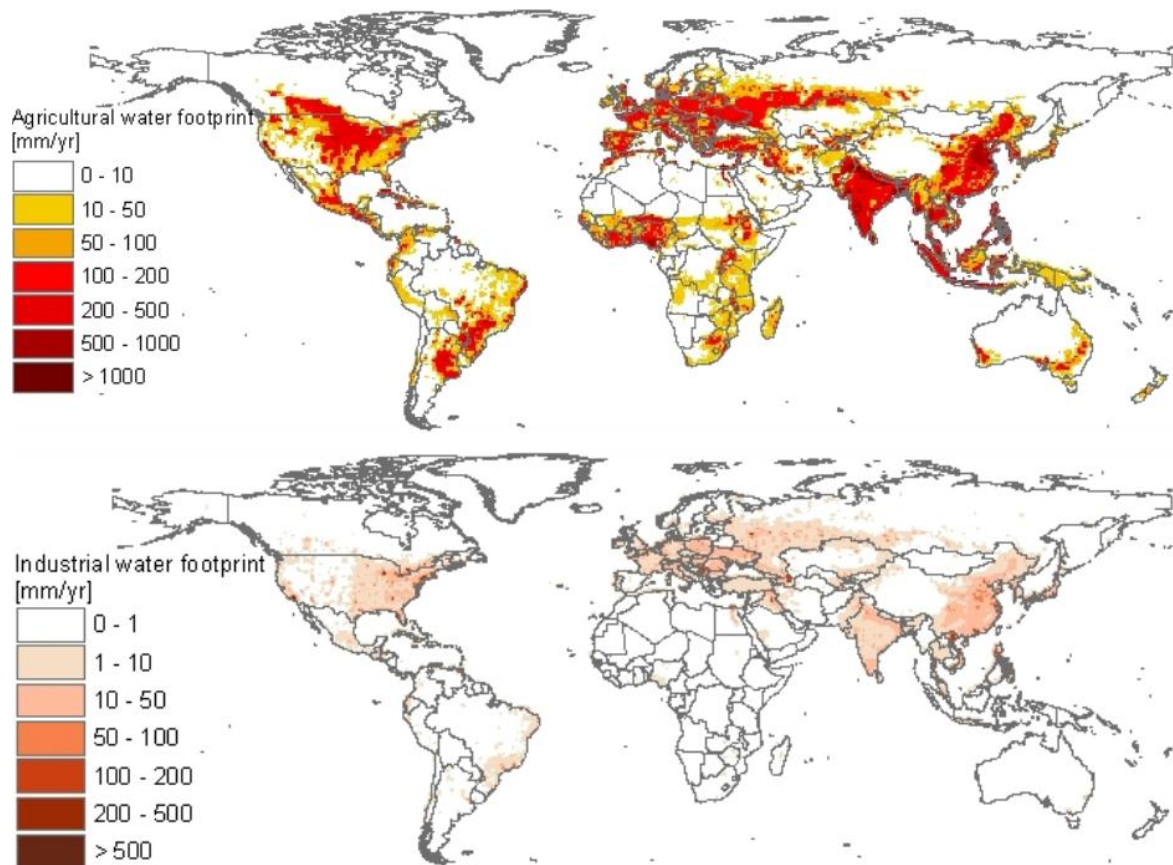 Agricultural water footprint
[mm/yr]
0 - 10
10 - 50
50 - 100
100 - 200
200 - 500
500 - 1000
> 1000
Industrial water footprint
[mm/yr]
0 - 1
1 - 10
10 - 50
50 - 100
100 - 200
200 - 500
> 500